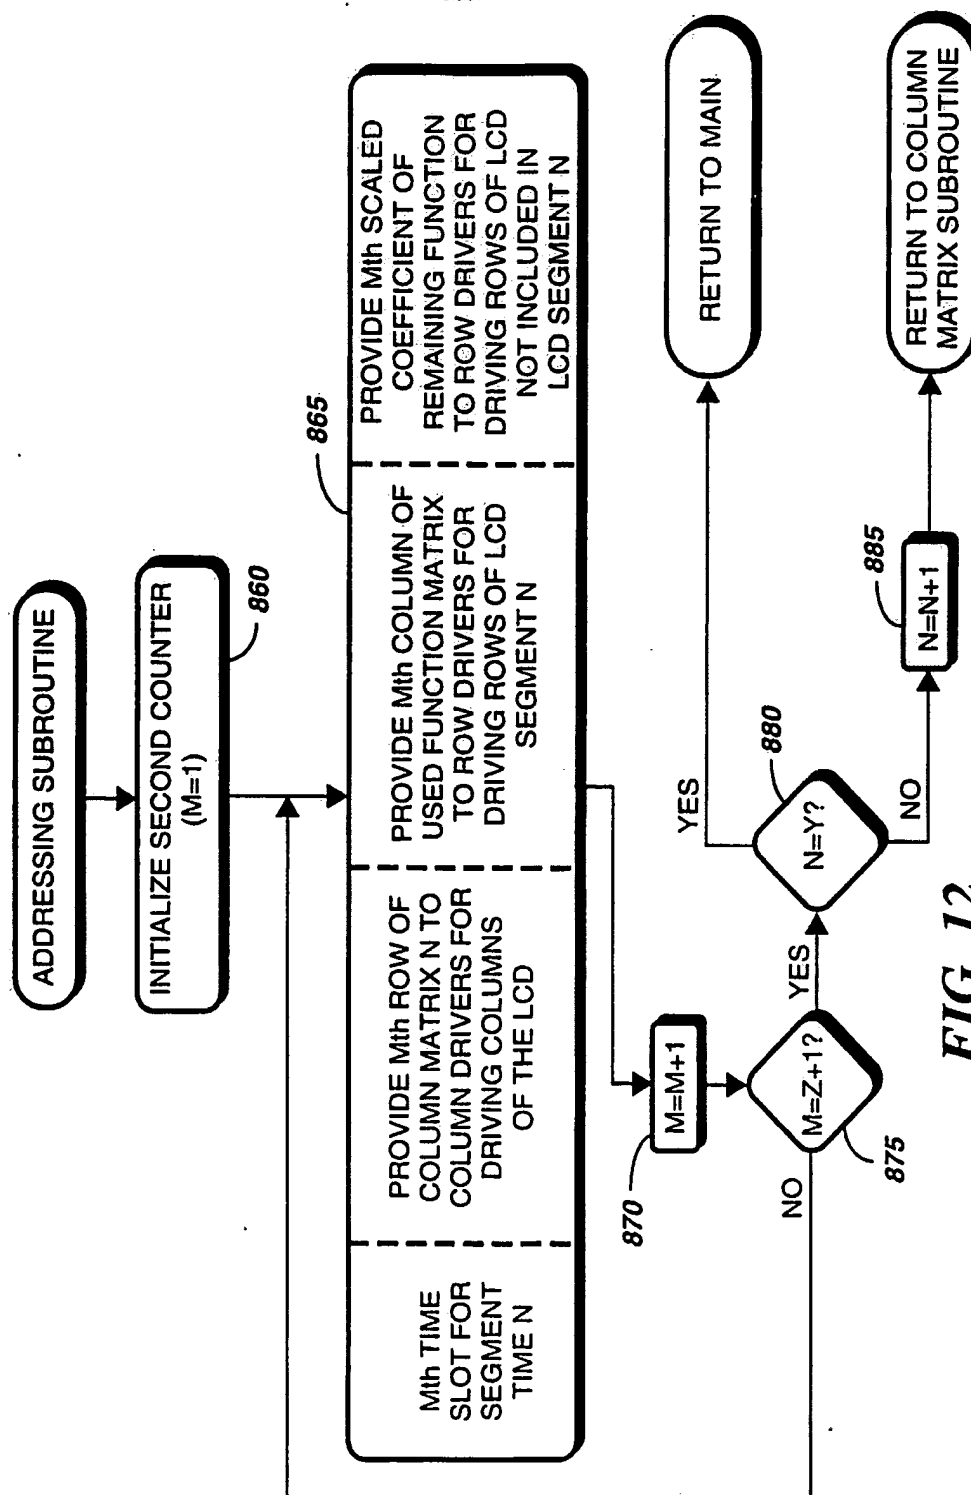 ADDRESSING SUBROUTINE
INITIALIZE SECOND COUNTER
(M=1)
860
865
Mth TIME
SLOT FOR
SEGMENT
TIME N
PROVIDE Mth ROW OF
COLUMN MATRIX N TO
COLUMN DRIVERS FOR
DRIVING COLUMNS
OF THE LCD
PROVIDE Mth COLUMN OF
USED FUNCTION MATRIX
TO ROW DRIVERS FOR
DRIVING ROWS OF LCD
SEGMENT N
PROVIDE Mth SCALED
COEFFICIENT OF
REMAINING FUNCTION
TO ROW DRIVERS FOR
DRIVING ROWS OF LCD
NOT INCLUDED IN
LCD SEGMENT N
870
M=M+1
M=Z+1?
875
NO
YES
N=Y?
880
YES
NO
N=N+1
885
RETURN TO MAIN
RETURN TO COLUMN
MATRIX SUBROUTINE
FIG. 12